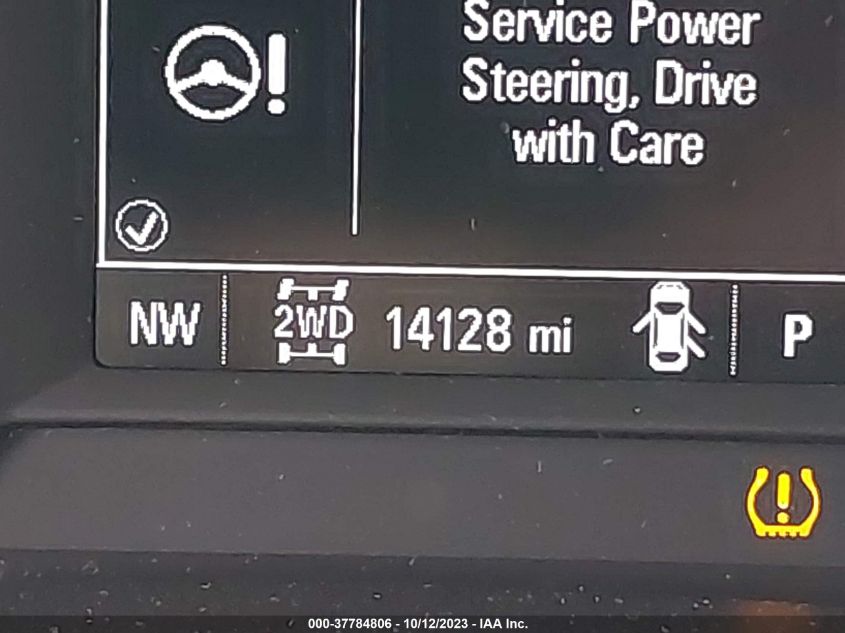 Service Power
Steering, Drive
with Care
NW 2WD 14128 mi P
000-37784806 - 10/12/2023 - IAA Inc.